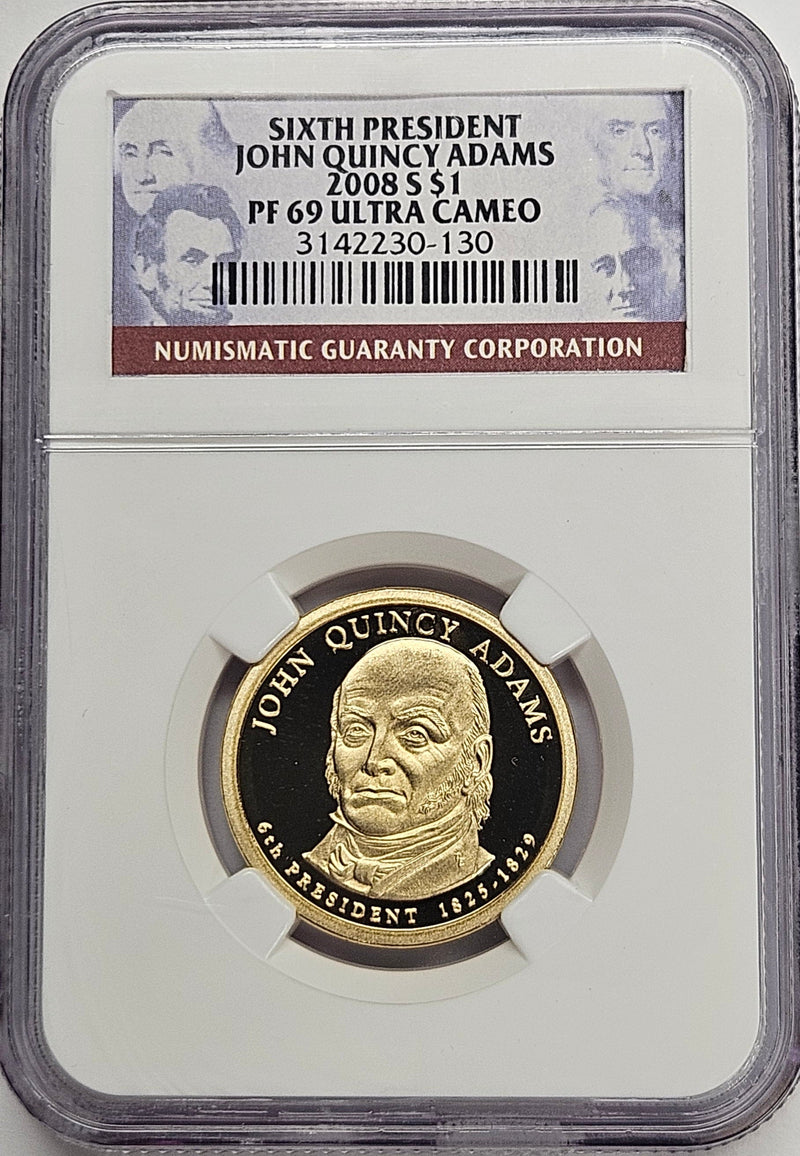 SIXTH PRESIDENT
JOHN QUINCY ADAMS
2008 S $1
PF 69 ULTRA CAMEO
3142230-130
NUMISMATIC GUARANTY CORPORATION
JOHN QUINCY ADAMS
6th PRESIDENT 1825-1829